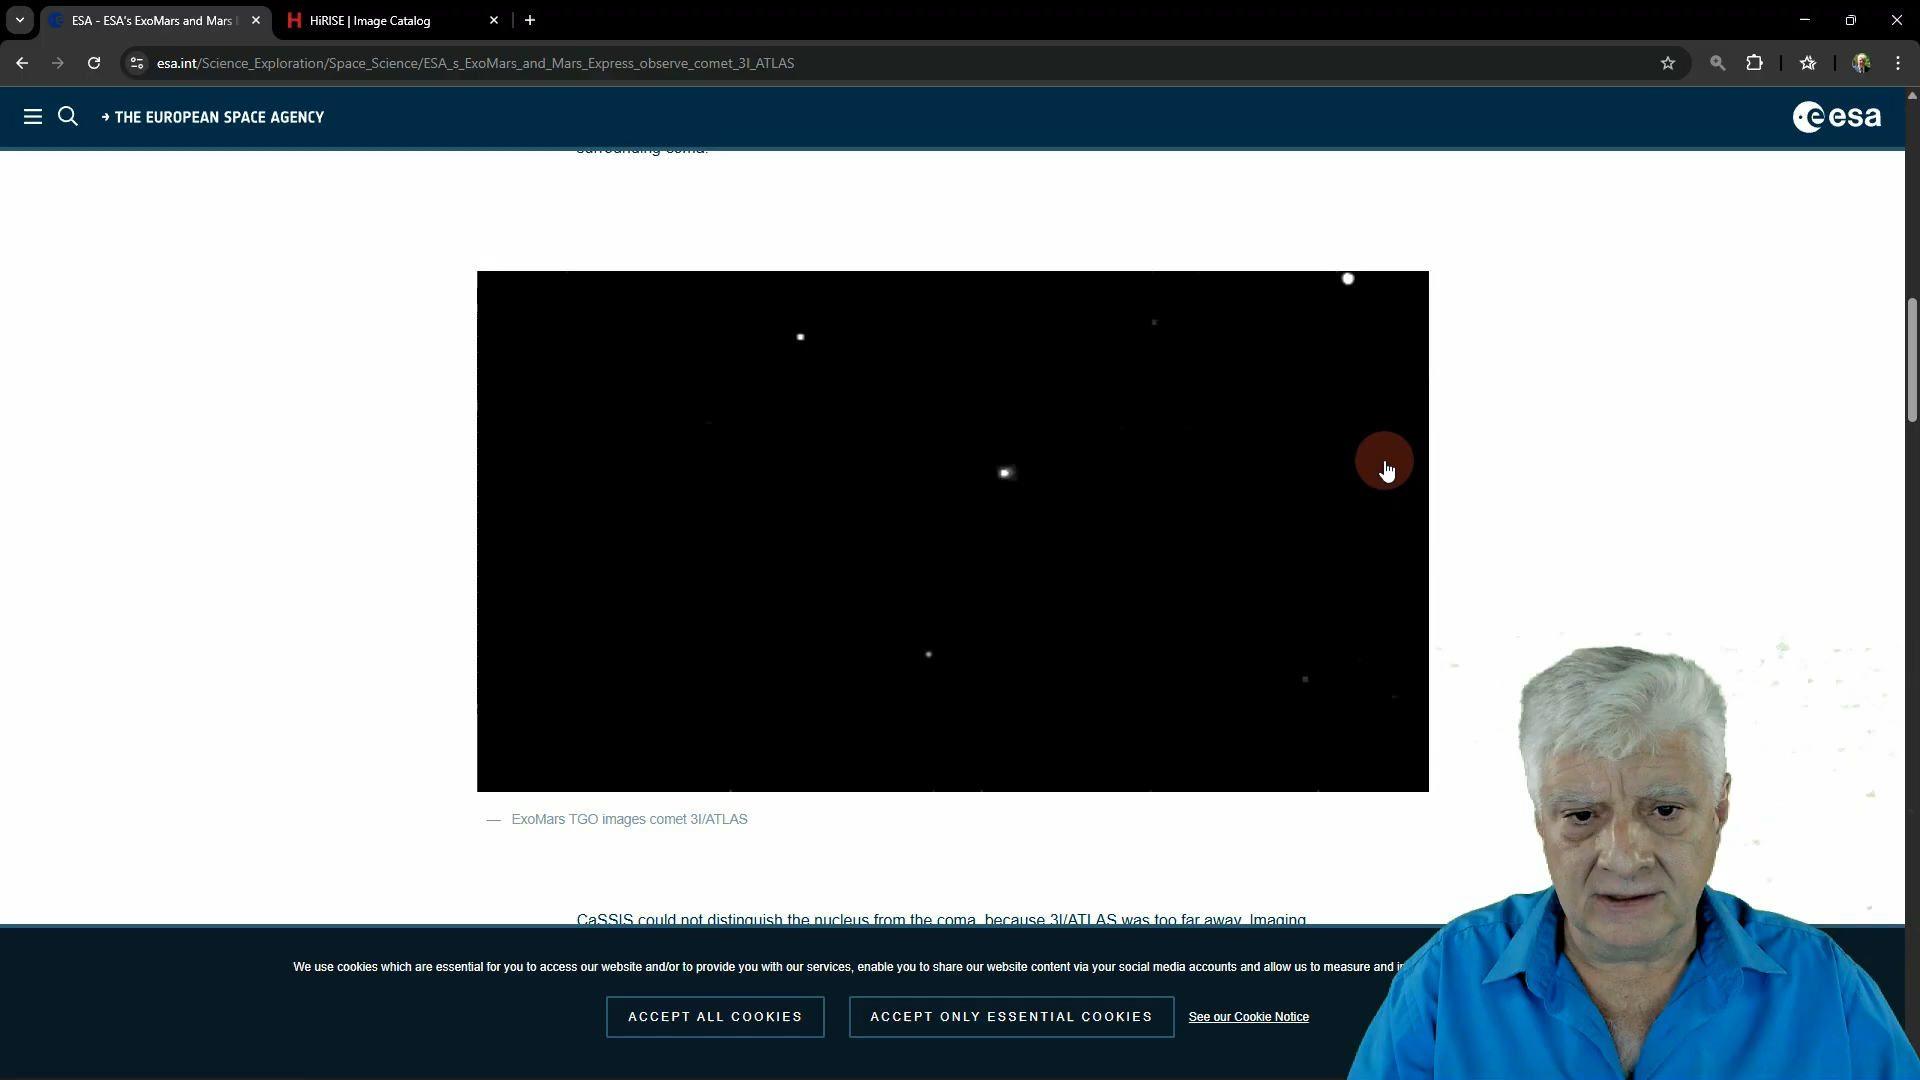 ESA - ESA's ExoMars and Mars
HiRISE | Image Catalog
esa.int/Science_Exploration/Space_Science/ESA_s_ExoMars_and_Mars_Express_observe_comet_3I_ATLAS
THE EUROPEAN SPACE AGENCY
esa
surrounding coma.
— ExoMars TGO images comet 3I/ATLAS
CaSSIS could not distinguish the nucleus from the coma, because 3I/ATLAS was too far away. Imaging
We use cookies which are essential for you to access our website and/or to provide you with our services, enable you to share our website content via your social media accounts and allow us to measure and
ACCEPT ALL COOKIES
ACCEPT ONLY ESSENTIAL COOKIES
See our Cookie Notice